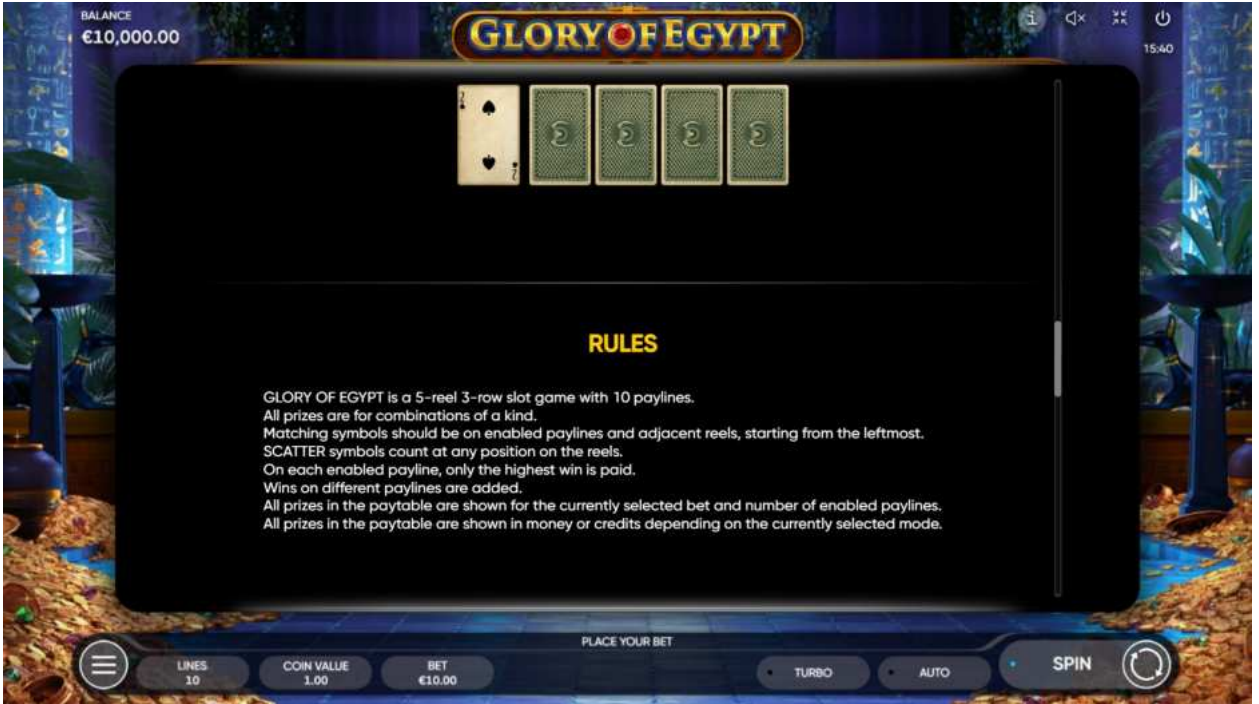 BALANCE
€10,000.00
GLORY OF EGYPT
15:40
2
2
RULES
GLORY OF EGYPT is a 5-reel 3-row slot game with 10 paylines.
All prizes are for combinations of a kind.
Matching symbols should be on enabled paylines and adjacent reels, starting from the leftmost.
SCATTER symbols count at any position on the reels.
On each enabled payline, only the highest win is paid.
Wins on different paylines are added.
All prizes in the paytable are shown for the currently selected bet and number of enabled paylines.
All prizes in the paytable are shown in money or credits depending on the currently selected mode.
PLACE YOUR BET
LINES
10
COIN VALUE
1.00
BET
€10.00
TURBO
AUTO
SPIN